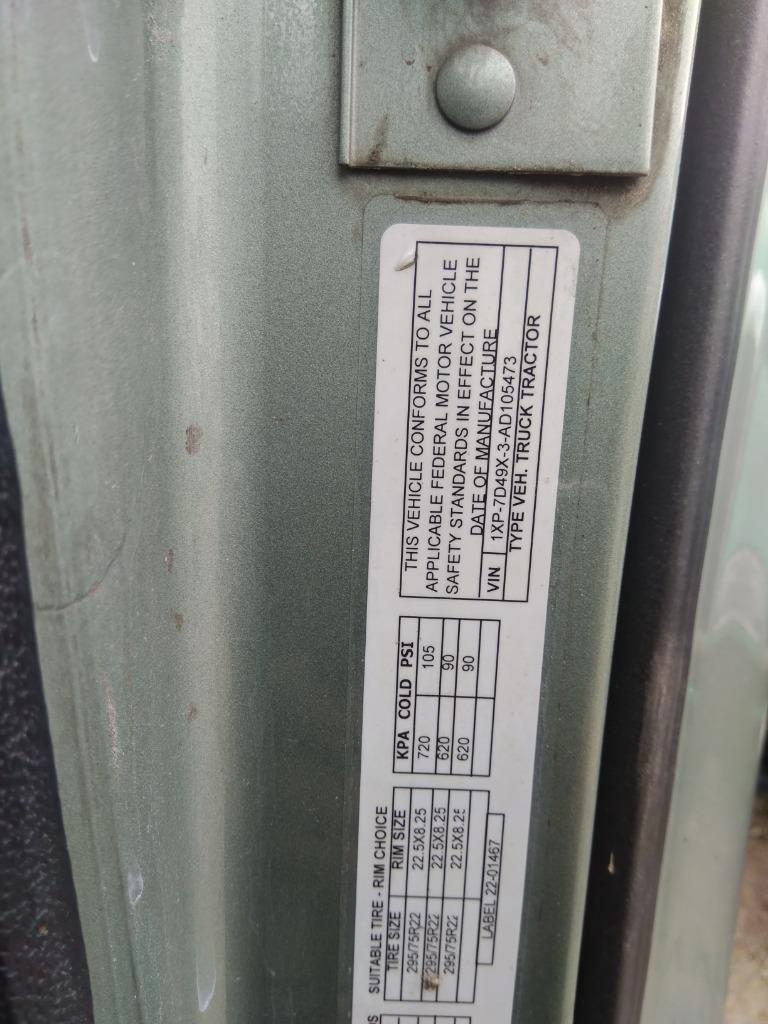 THIS VEHICLE CONFORMS TO ALL
APPLICABLE FEDERAL MOTOR VEHICLE
SAFETY STANDARDS IN EFFECT ON THE
DATE OF MANUFACTURE
VIN 1XP-7D49X-3-AD105473
TYPE VEH. TRUCK TRACTOR
KPA COLD PSI
720 105
620 90
620 90
SUITABLE TIRE - RIM CHOICE
TIRE SIZE RIM SIZE
295/75R22 22.5X8.25
295/75R22 22.5X8.25
295/75R22 22.5X8.25
LABEL 22-01467